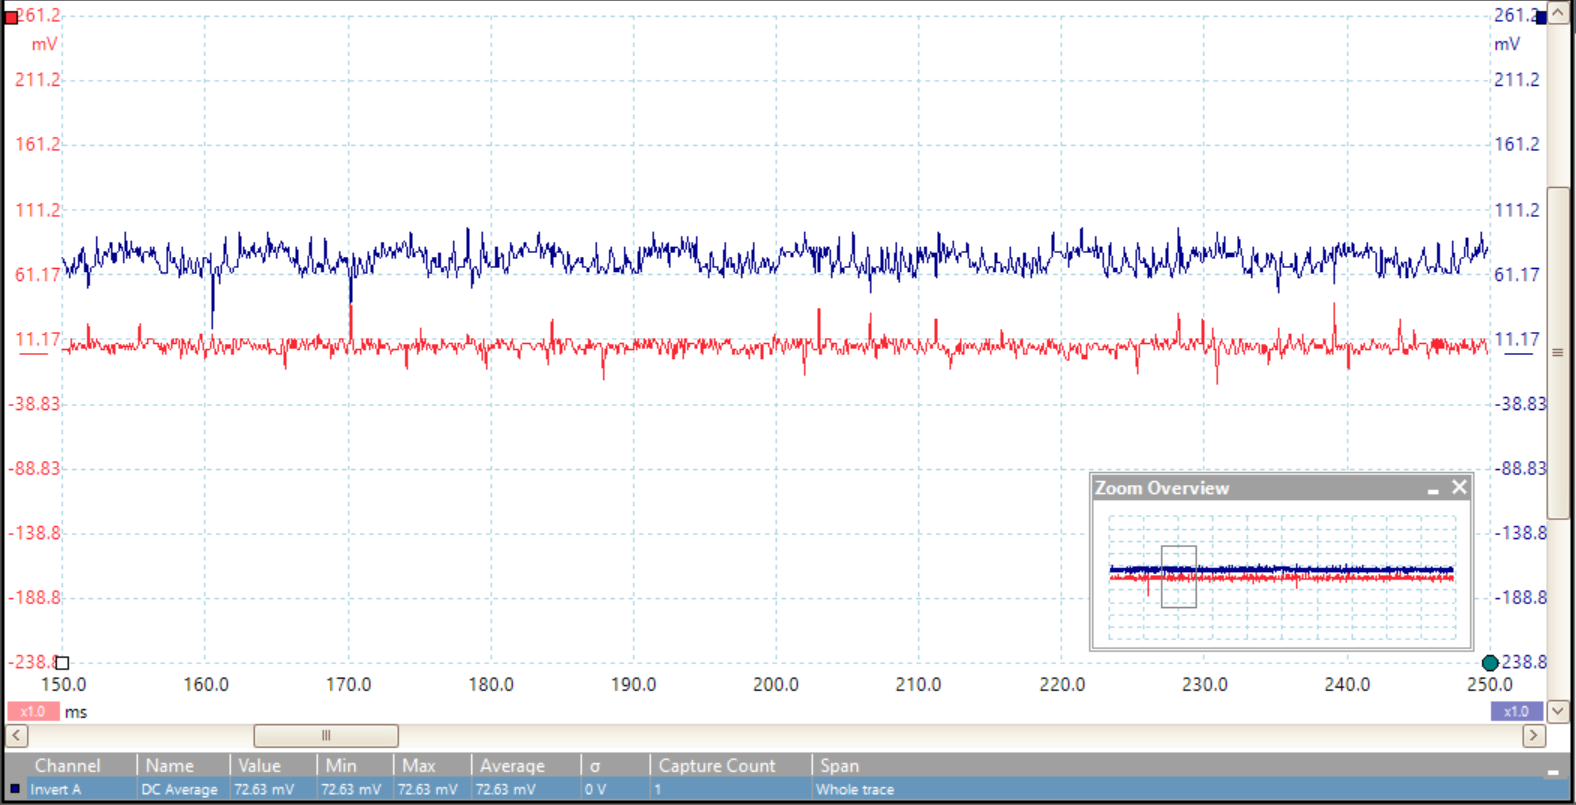 261.2 261.2
mV mV
211.2 211.2
161.2 161.2
111.2 111.2
61.17 61.17
11.17 11.17
-38.83 -38.83
-88.83 -88.83
Zoom Overview
-138.8 -138.8
-188.8 -188.8
-238.8 -238.8
150.0 160.0 170.0 180.0 190.0 200.0 210.0 220.0 230.0 240.0 250.0
x1.0 ms x1.0
Channel Name Value Min Max Average σ Capture Count Span
Invert A DC Average 72.63 mV 72.63 mV 72.63 mV 72.63 mV 0 V 1 Whole trace